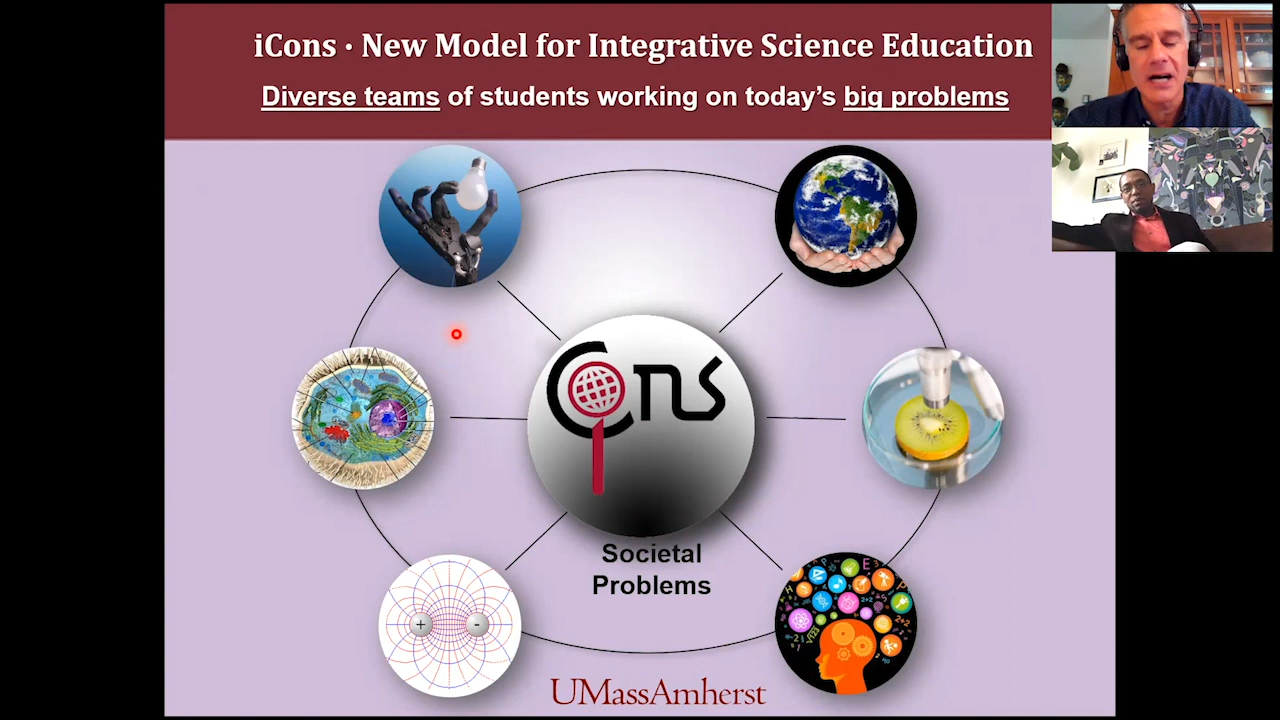 iCons · New Model for Integrative Science Education
Diverse teams of students working on today's big problems
iCons
+
-
Societal
Problems
UMassAmherst